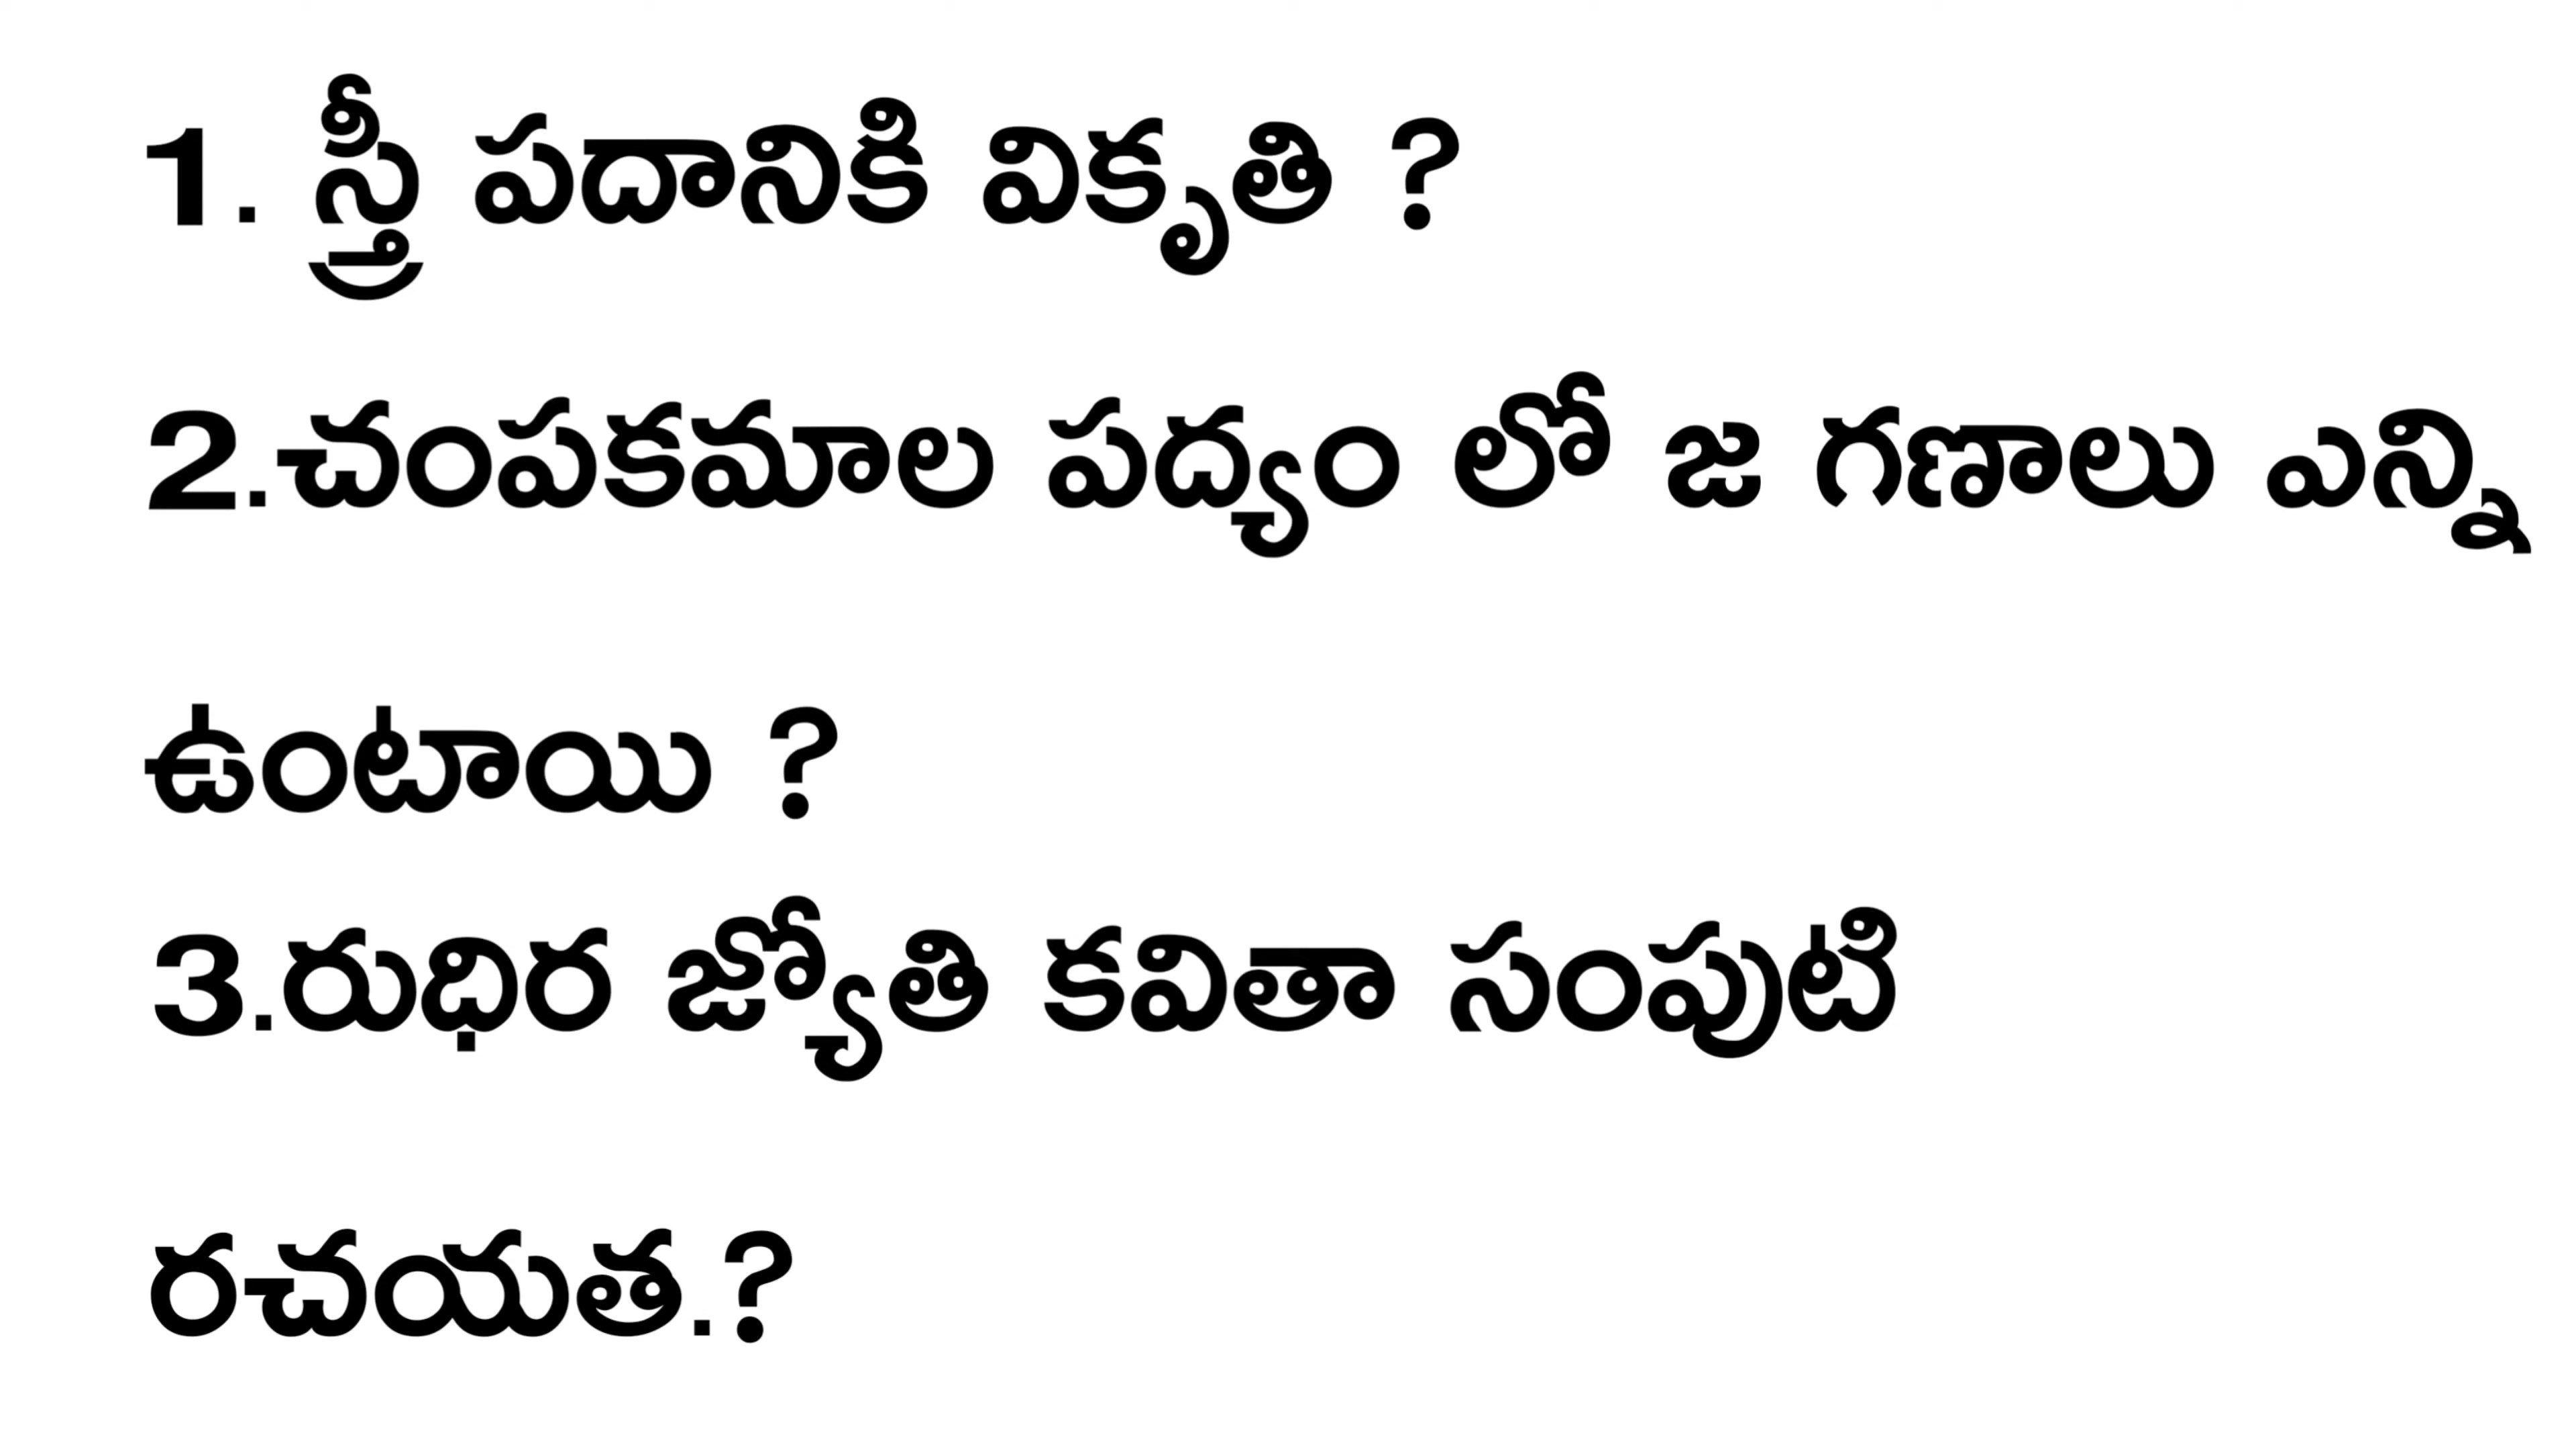 1. స్త్రీ పదానికి వికృతి ?
2.చంపకమాల పద్యం లో జ గణాలు ఎన్ని
ఉంటాయి ?
3.రుధిర జ్యోతి కవితా సంపుటి
రచయత.?